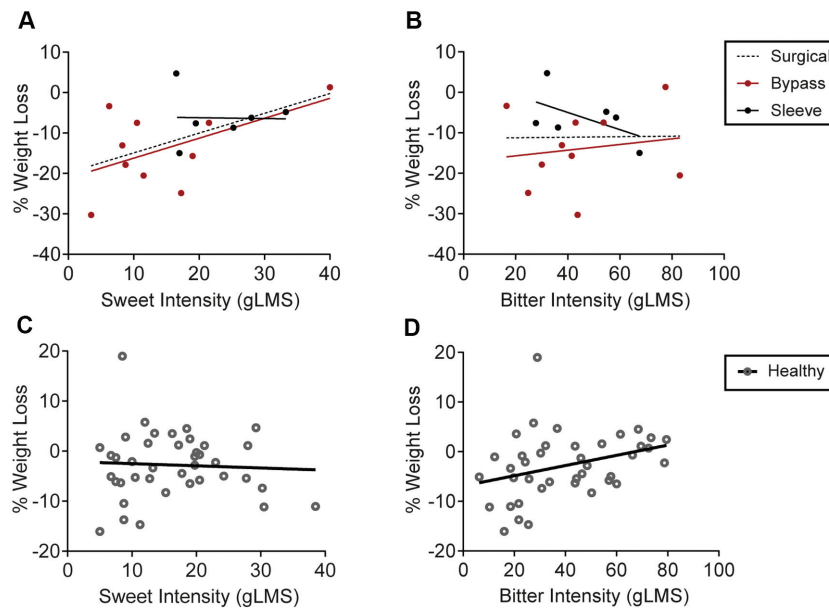 A
% Weight Loss
10
0
-10
-20
-30
-40
0 10 20 30 40
Sweet Intensity (gLMS)
B
% Weight Loss
10
0
-10
-20
-30
-40
0 20 40 60 80 100
Bitter Intensity (gLMS)
Surgical
Bypass
Sleeve
C
% Weight Loss
20
10
0
-10
-20
0 10 20 30 40
Sweet Intensity (gLMS)
D
% Weight Loss
20
10
0
-10
-20
0 20 40 60 80 100
Bitter Intensity (gLMS)
Healthy